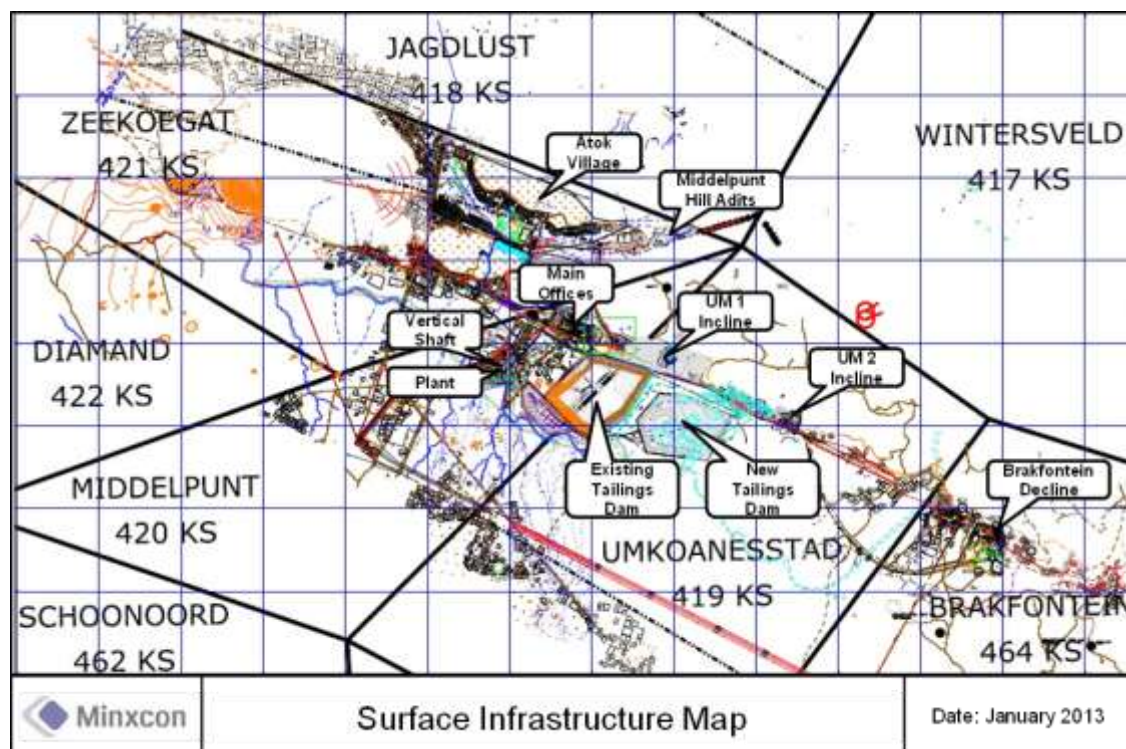 JAGDLUST
418 KS
ZEEKOEGAT
421 KS
WINTERSVELD
417 KS
Atok
Village
Middelpunt
Hill Adits
Main
Offices
UM 1
Incline
Vertical
Shaft
DIAMAND
422 KS
UM 2
Incline
Plant
MIDDELPUNT
420 KS
Existing
Tailings
Dam
New
Tailings
Dam
Brakfontein
Decline
UMKOANESSTAD
419 KS
SCHOONOORD
462 KS
BRAKFONTEIN
464 KS
Minxcon
Surface Infrastructure Map
Date: January 2013